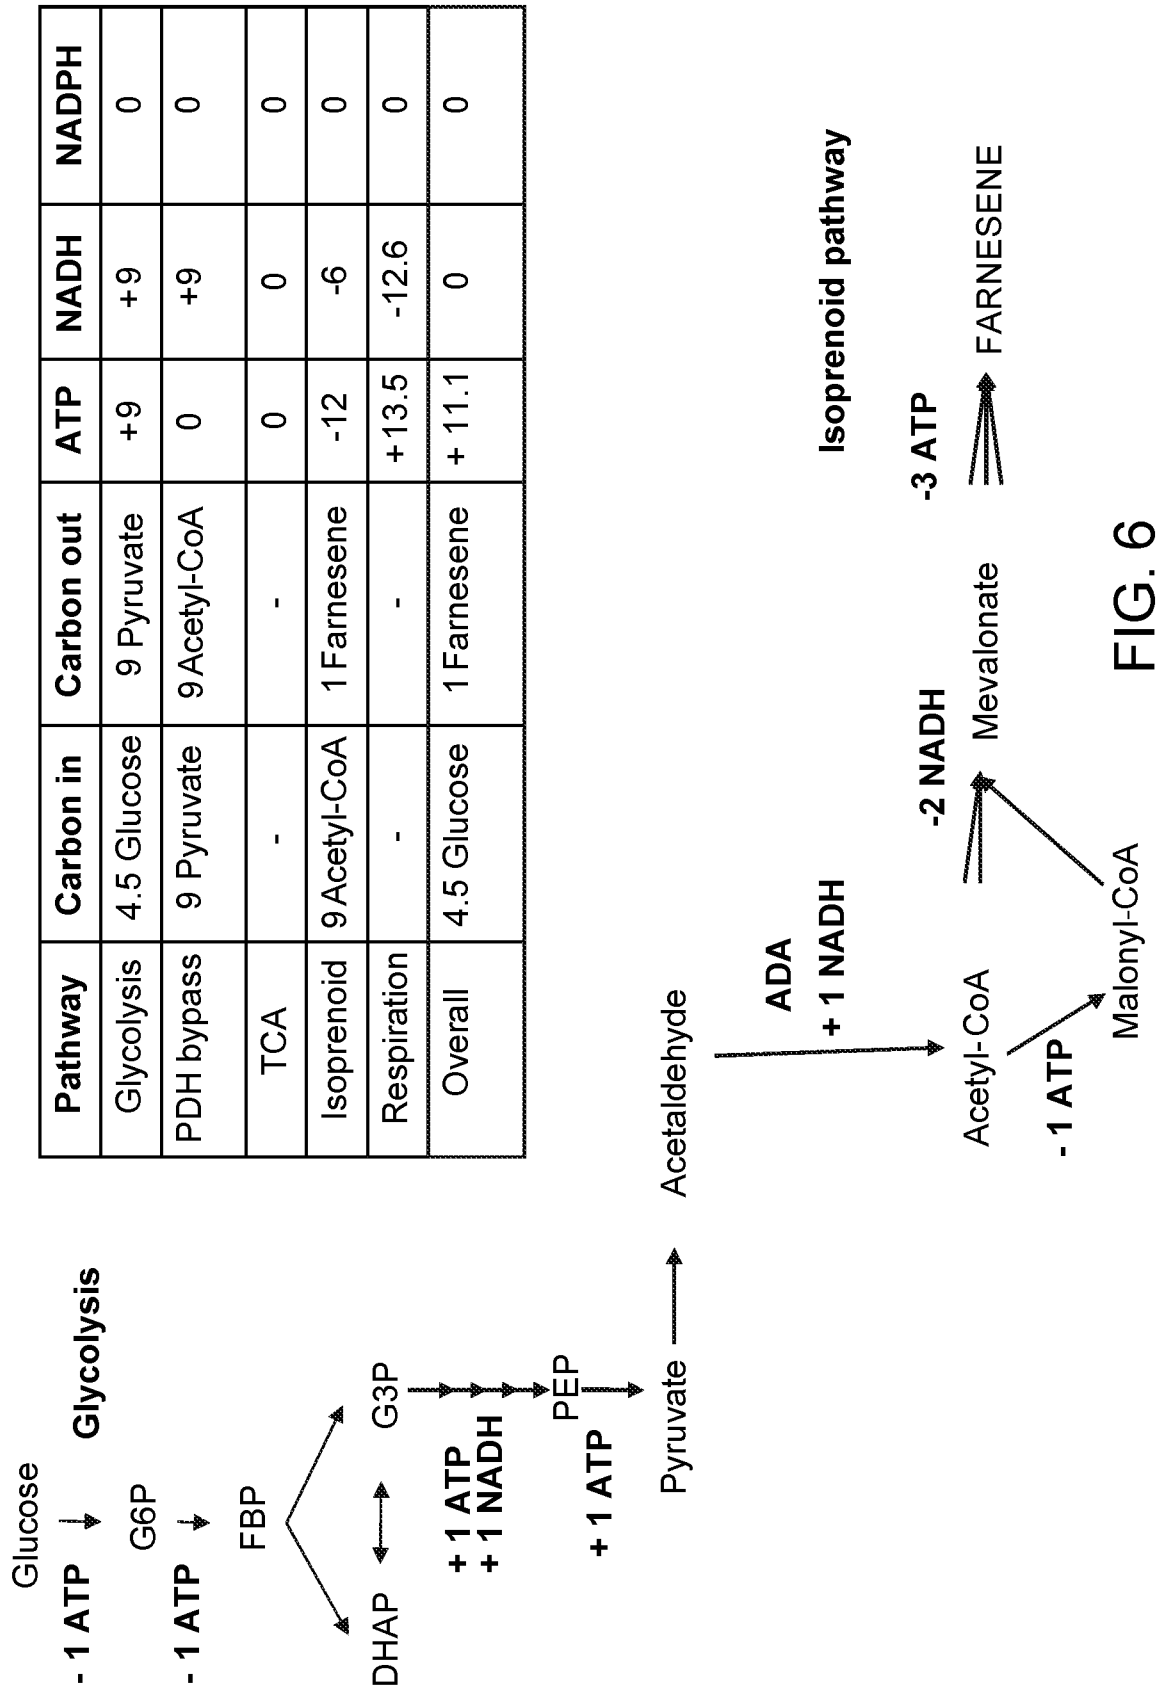 Glucose
- 1 ATP
Glycolysis
G6P
- 1 ATP
FBP
DHAP
G3P
+ 1 ATP
+ 1 NADH
PEP
+ 1 ATP
Pyruvate
Pathway Carbon in Carbon out ATP NADH NADPH
Glycolysis 4.5 Glucose 9 Pyruvate +9 +9 0
PDH bypass 9 Pyruvate 9 Acetyl-CoA 0 +9 0
TCA - - 0 0 0
Isoprenoid 9 Acetyl-CoA 1 Farnesene -12 -6 0
Respiration - - +13.5 -12.6 0
Overall 4.5 Glucose 1 Farnesene + 11.1 0 0
Acetaldehyde
ADA
+ 1 NADH
Acetyl-CoA
- 1 ATP
Malonyl-CoA
-2 NADH
Mevalonate
Isoprenoid pathway
-3 ATP
FARNESENE
FIG. 6